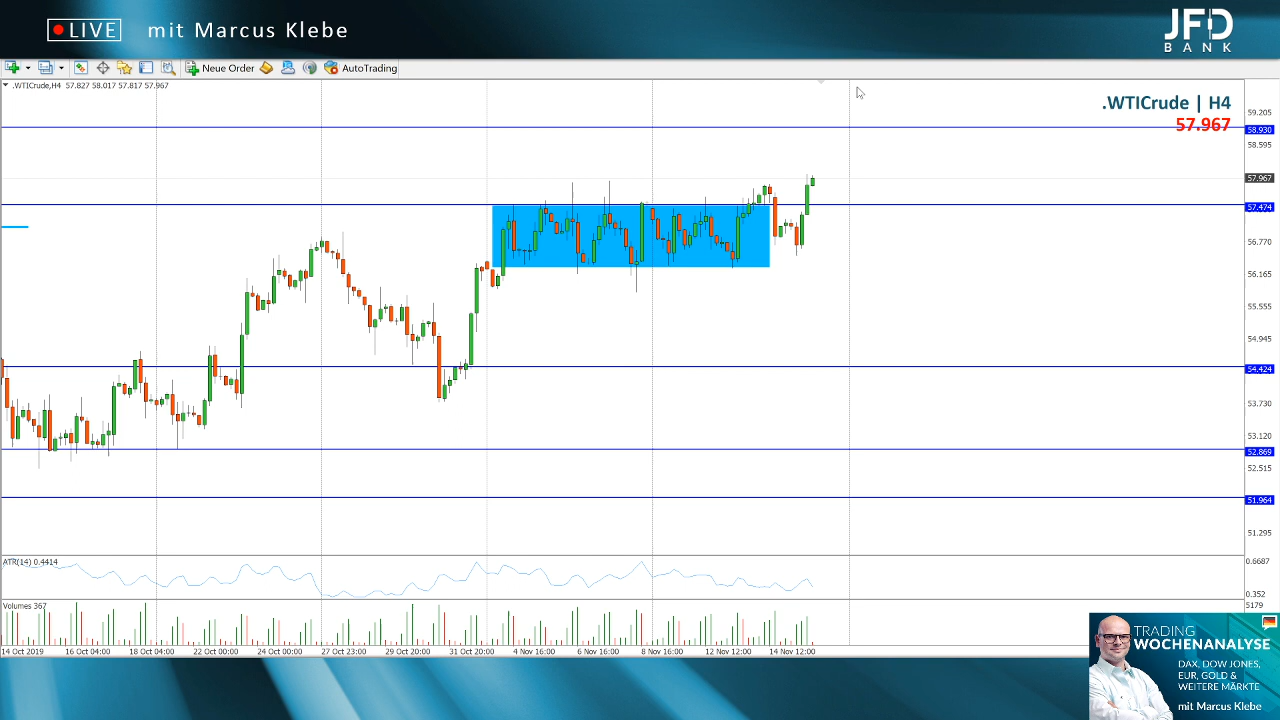 LIVE mit Marcus Klebe
JFD
BANK
Neue Order AutoTrading
.WTICrude,H4 57.827 58.017 57.817 57.967
.WTICrude | H4
57.967
59.205
58.930
58.595
57.967
57.474
56.770
56.165
55.555
54.945
54.424
53.730
53.120
52.869
52.515
51.964
51.295
ATR(14) 0.4414
0.6687
0.352
Volumes 367
5179
14 Oct 2019 16 Oct 04:00 18 Oct 04:00 22 Oct 00:00 24 Oct 00:00 27 Oct 23:00 29 Oct 20:00 31 Oct 20:00 4 Nov 16:00 6 Nov 16:00 8 Nov 16:00 12 Nov 12:00 14 Nov 12:00
TRADING
WOCHENANALYSE
DAX, DOW JONES,
EUR, GOLD &
WEITERE MÄRKTE
mit Marcus Klebe